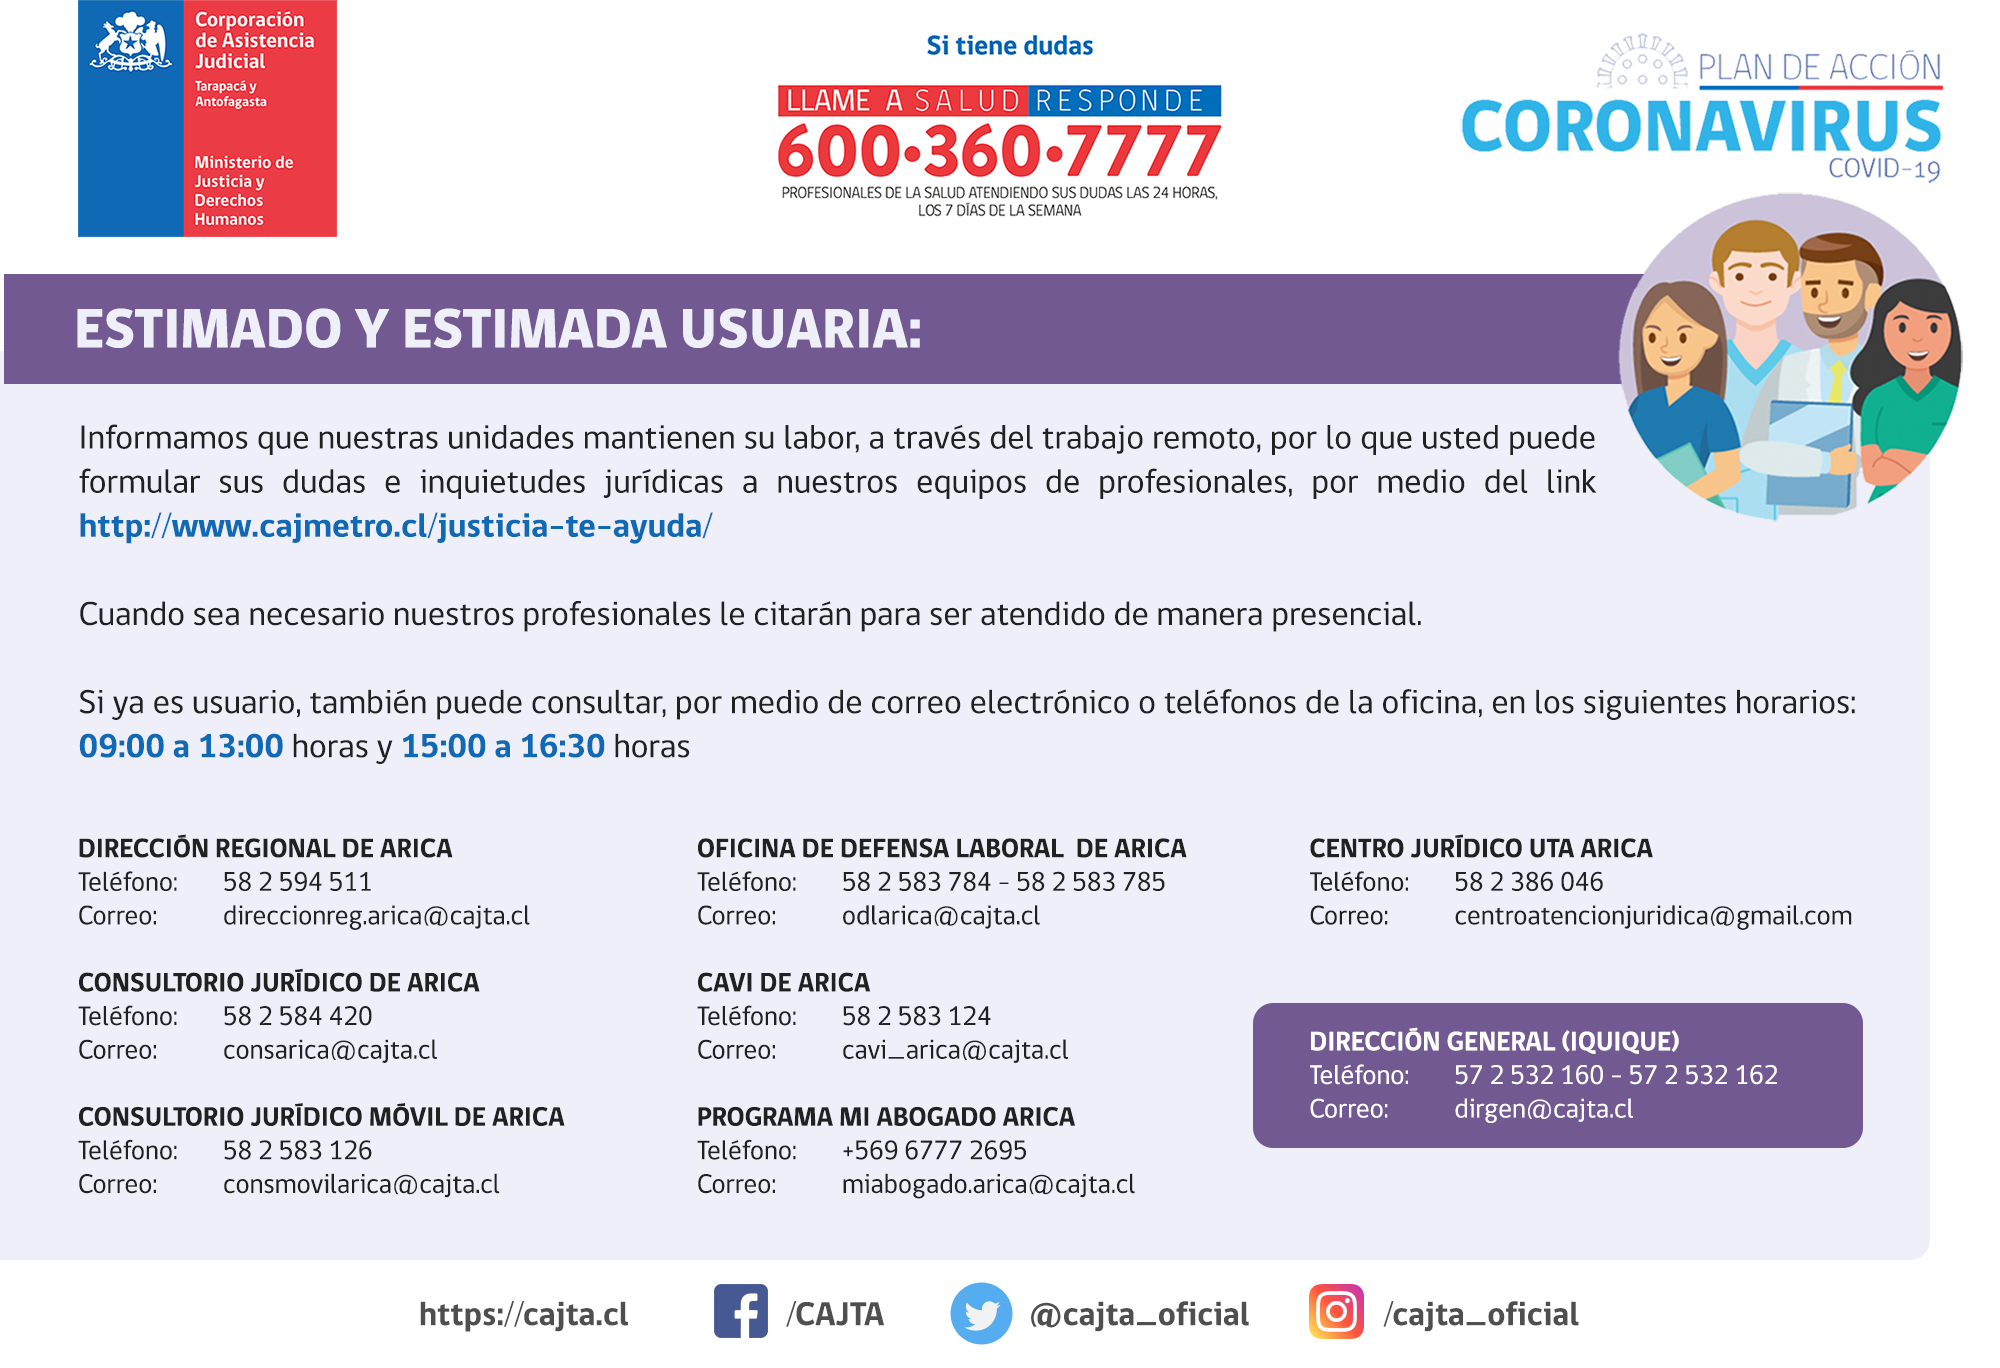 Corporación
de Asistencia
Judicial
Tarapacá y
Antofagasta
Ministerio de
Justicia y
Derechos
Humanos
Si tiene dudas
LLAME A SALUD RESPONDE
600·360·7777
PROFESIONALES DE LA SALUD ATENDIENDO SUS DUDAS LAS 24 HORAS,
LOS 7 DÍAS DE LA SEMANA
PLAN DE ACCIÓN
CORONAVIRUS
COVID-19
ESTIMADO Y ESTIMADA USUARIA:
Informamos que nuestras unidades mantienen su labor, a través del trabajo remoto, por lo que usted puede
formular sus dudas e inquietudes jurídicas a nuestros equipos de profesionales, por medio del link
http://www.cajmetro.cl/justicia-te-ayuda/
Cuando sea necesario nuestros profesionales le citarán para ser atendido de manera presencial.
Si ya es usuario, también puede consultar, por medio de correo electrónico o teléfonos de la oficina, en los siguientes horarios:
09:00 a 13:00 horas y 15:00 a 16:30 horas
DIRECCIÓN REGIONAL DE ARICA
Teléfono: 58 2 594 511
Correo: direccionreg.arica@cajta.cl
CONSULTORIO JURÍDICO DE ARICA
Teléfono: 58 2 584 420
Correo: consarica@cajta.cl
CONSULTORIO JURÍDICO MÓVIL DE ARICA
Teléfono: 58 2 583 126
Correo: consmovilarica@cajta.cl
OFICINA DE DEFENSA LABORAL DE ARICA
Teléfono: 58 2 583 784 - 58 2 583 785
Correo: odlarica@cajta.cl
CAVI DE ARICA
Teléfono: 58 2 583 124
Correo: cavi_arica@cajta.cl
PROGRAMA MI ABOGADO ARICA
Teléfono: +569 6777 2695
Correo: miabogado.arica@cajta.cl
CENTRO JURÍDICO UTA ARICA
Teléfono: 58 2 386 046
Correo: centroatencionjuridica@gmail.com
DIRECCIÓN GENERAL (IQUIQUE)
Teléfono: 57 2 532 160 - 57 2 532 162
Correo: dirgen@cajta.cl
https://cajta.cl
/CAJTA
@cajta_oficial
/cajta_oficial